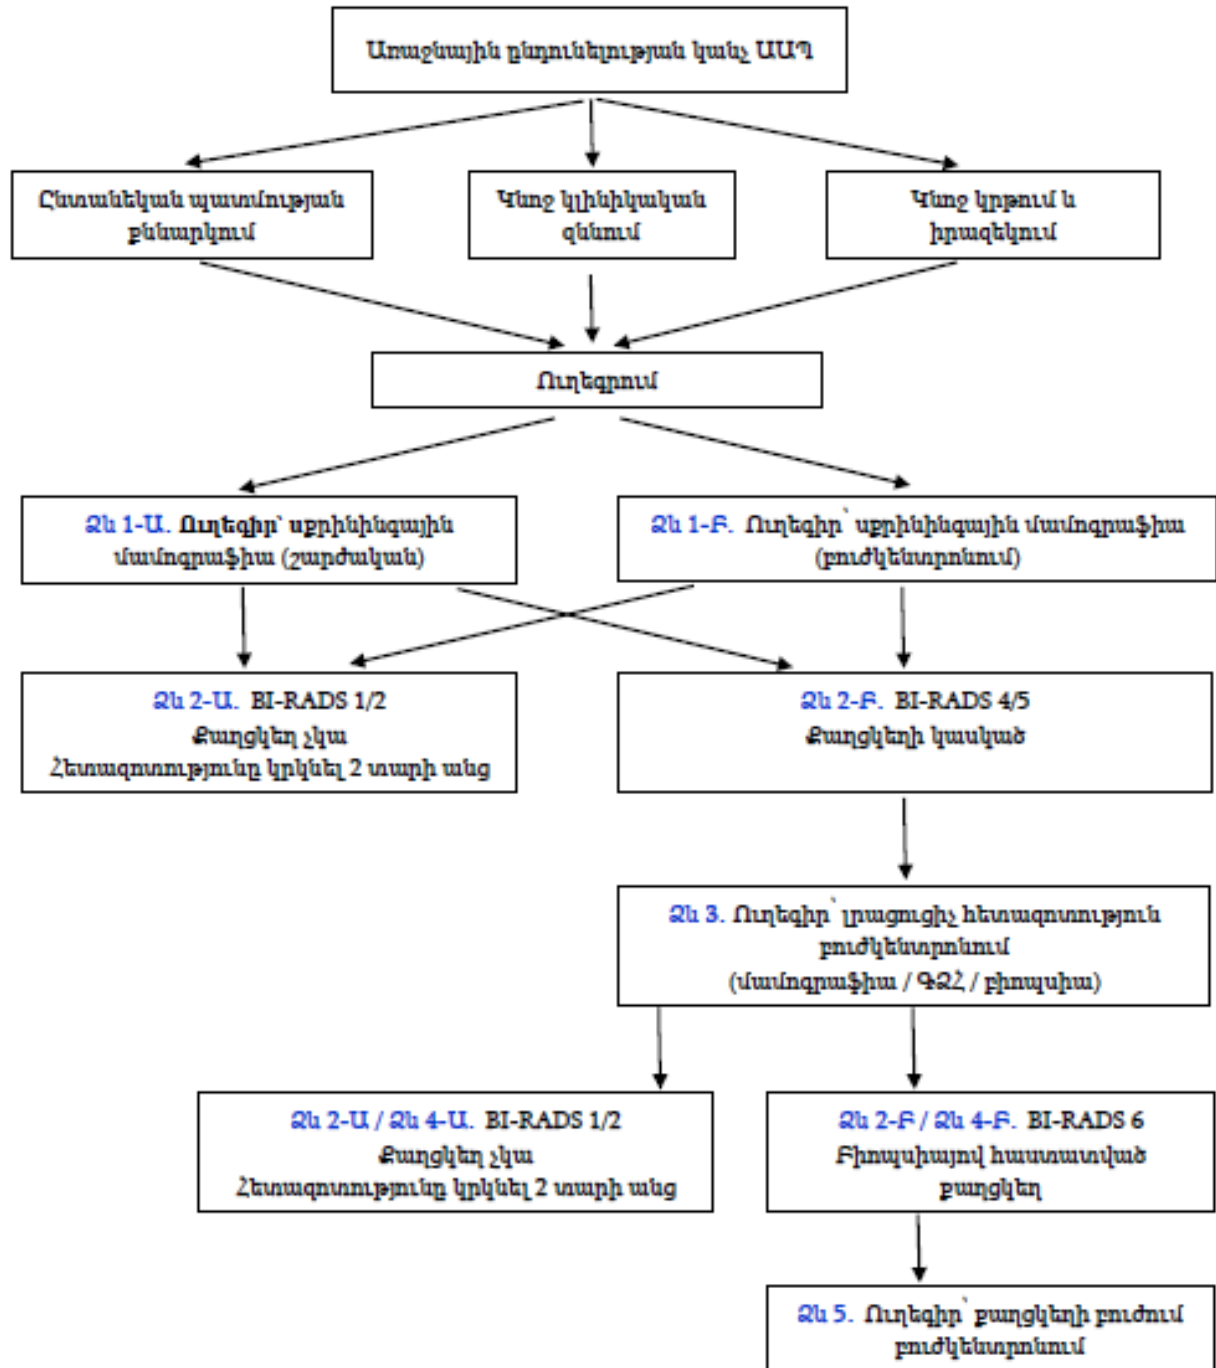 Առաջնային ընդունելության կանչ ԱԱՊ
Ընտանեկան պատմության
քննարկում
Կնոջ կլինիկական
զննում
Կնոջ կրթում և
իրազեկում
Ուղեգրում
Ձև 1-Ա. Ուղեգիր՝ սքրինինգային
մամոգրաֆիա (շարժական)
Ձև 1-Բ. Ուղեգիր՝ սքրինինգային մամոգրաֆիա
(բուժկենտրոնում)
Ձև 2-Ա. BI-RADS 1/2
Քաղցկեղ չկա
Հետազոտությունը կրկնել 2 տարի անց
Ձև 2-Բ. BI-RADS 4/5
Քաղցկեղի կասկած
Ձև 3. Ուղեգիր՝ լրացուցիչ հետազոտություն
բուժկենտրոնում
(մամոգրաֆիա / ԳՁՀ / բիոպսիա)
Ձև 2-Ա / Ձև 4-Ա. BI-RADS 1/2
Քաղցկեղ չկա
Հետազոտությունը կրկնել 2 տարի անց
Ձև 2-Բ / Ձև 4-Բ. BI-RADS 6
Բիոպսիայով հաստատված
քաղցկեղ
Ձև 5. Ուղեգիր՝ քաղցկեղի բուժում
բուժկենտրոնում